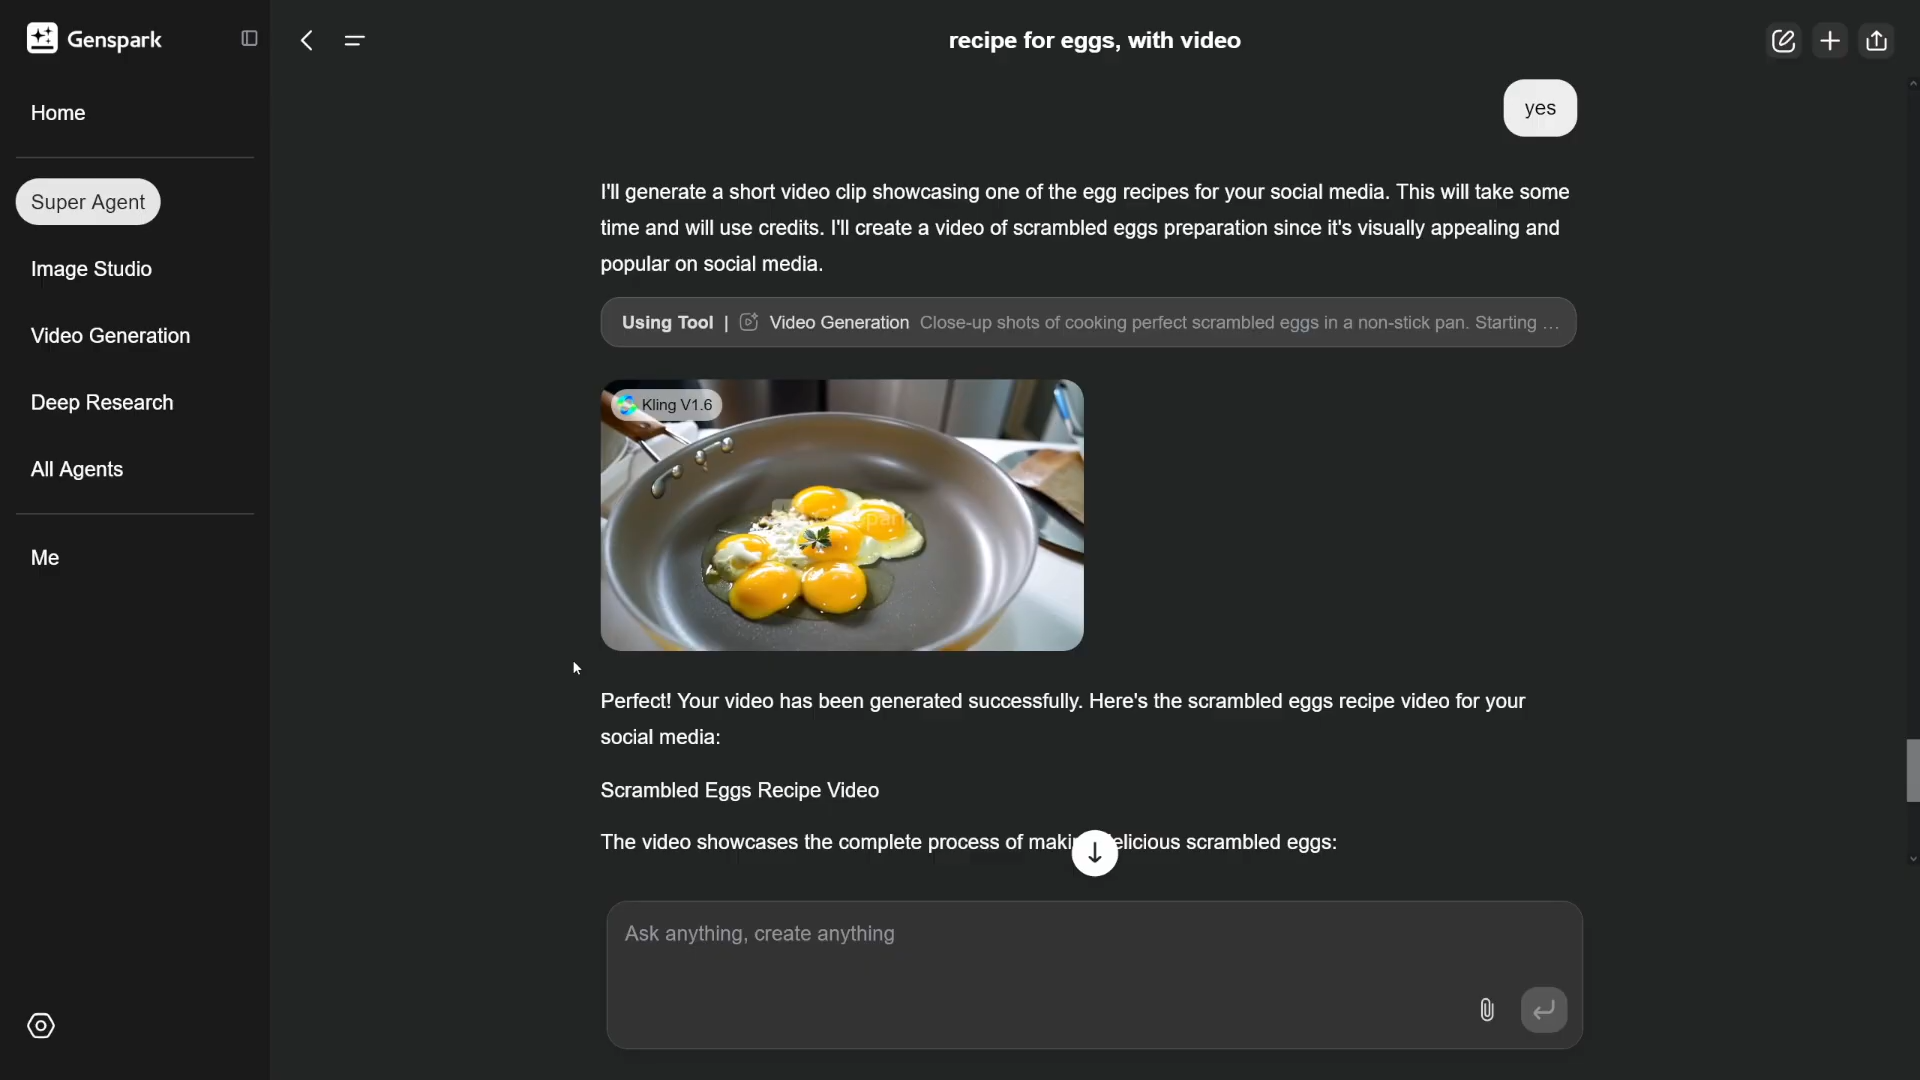 Genspark
recipe for eggs, with video
Home
Super Agent
Image Studio
Video Generation
Deep Research
All Agents
Me
yes
I'll generate a short video clip showcasing one of the egg recipes for your social media. This will take some
time and will use credits. I'll create a video of scrambled eggs preparation since it's visually appealing and
popular on social media.
Using Tool | Video Generation Close-up shots of cooking perfect scrambled eggs in a non-stick pan. Starting ...
Kling V1.6
Perfect! Your video has been generated successfully. Here's the scrambled eggs recipe video for your
social media:
Scrambled Eggs Recipe Video
The video showcases the complete process of scrambled eggs:
Ask anything, create anything